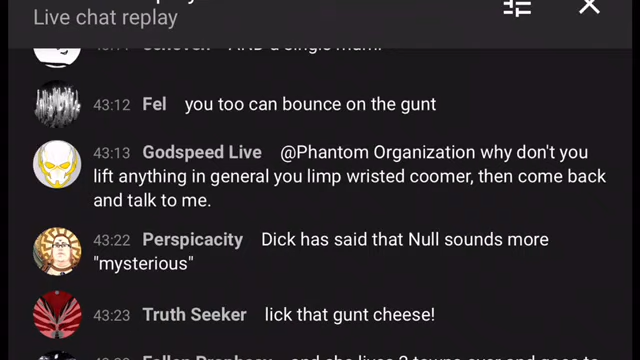 Live chat replay
43:12 Fel you too can bounce on the gunt
43:13 Godspeed Live @Phantom Organization why don't you
lift anything in general you limp wristed coomer, then come back
and talk to me.
43:22 Perspicacity Dick has said that Null sounds more
"mysterious"
43:23 Truth Seeker lick that gunt cheese!